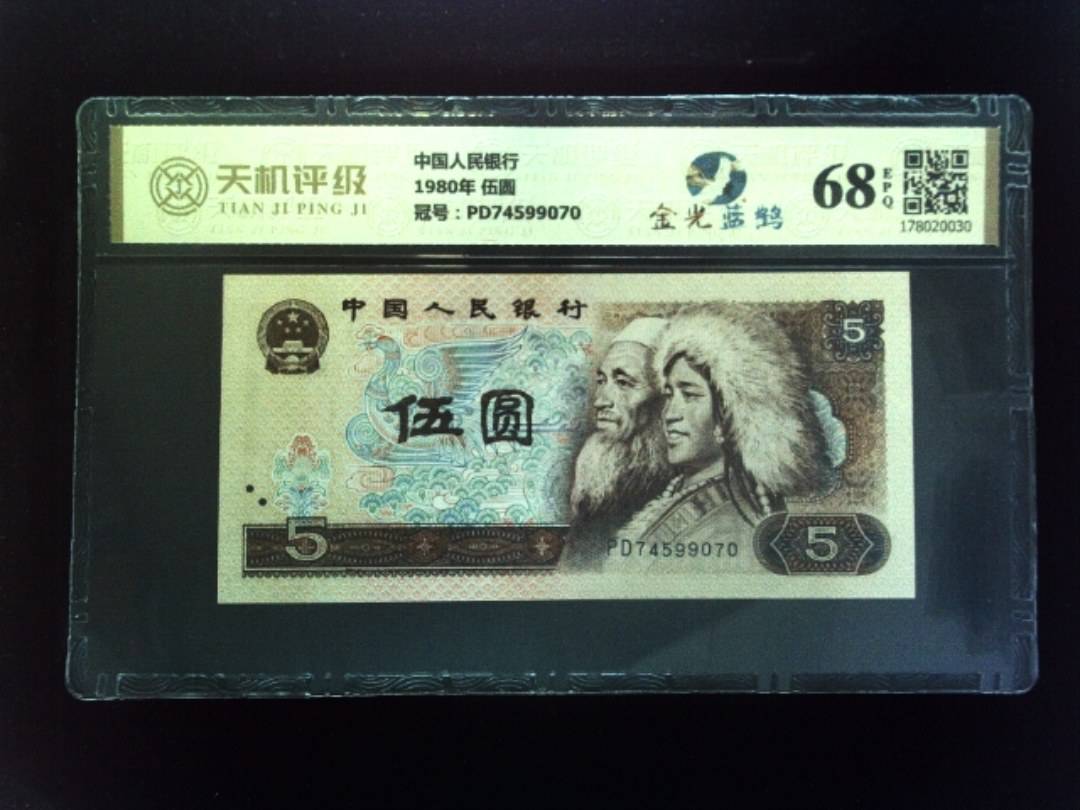 天机评级
TIAN JI PING JI
中国人民银行
1980年 伍圆
冠号：PD74599070
金光蓝鹤
68
EPQ
178020030
中国人民银行
5
伍圆
5
PD74599070
5